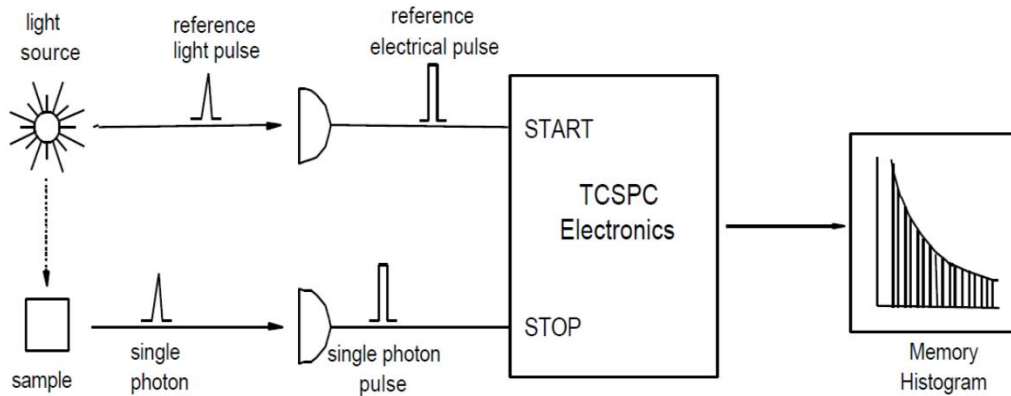 light
source
reference
light pulse
reference
electrical pulse
START
TCSPC
Electronics
STOP
sample
single
photon
single photon
pulse
Memory
Histogram